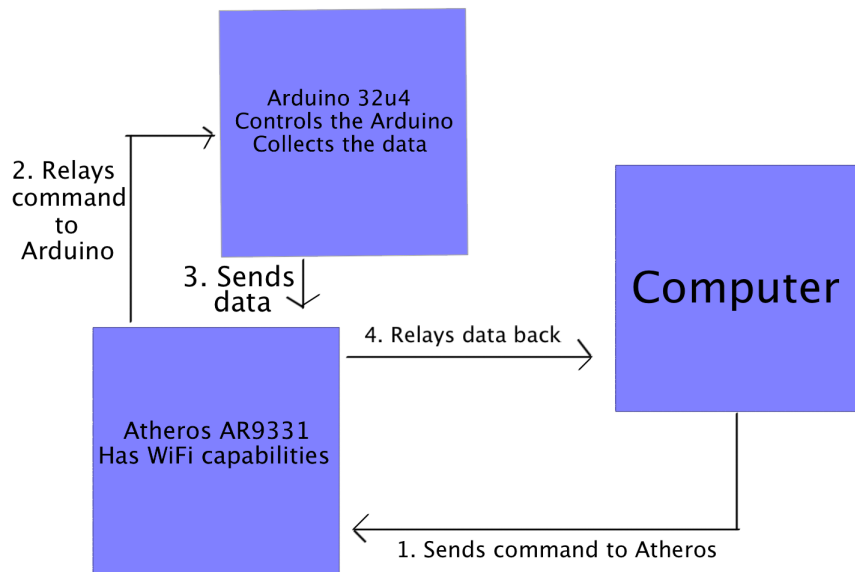 Arduino 32u4
Controls the Arduino
Collects the data
2. Relays
command
to
Arduino
3. Sends
data
Computer
4. Relays data back
Atheros AR9331
Has WiFi capabilities
1. Sends command to Atheros